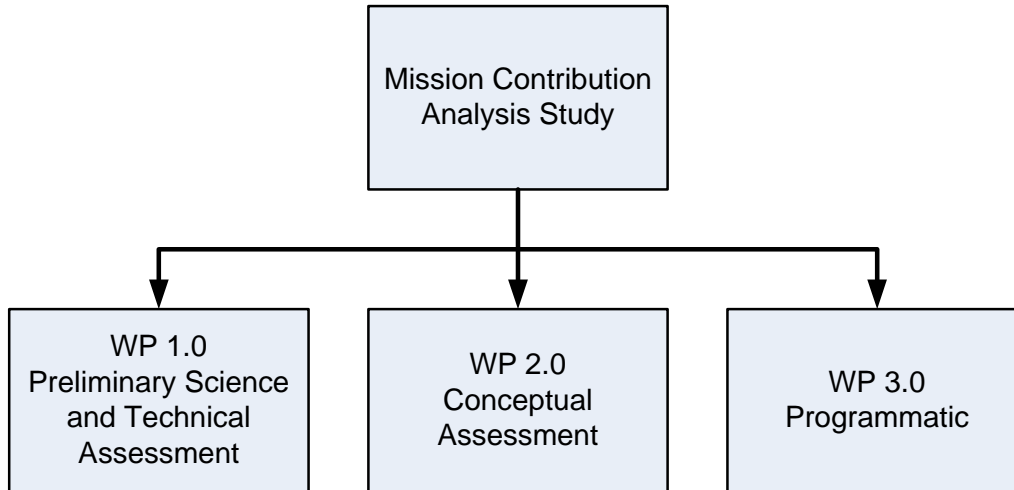 Mission Contribution
Analysis Study
WP 1.0
Preliminary Science
and Technical
Assessment
WP 2.0
Conceptual
Assessment
WP 3.0
Programmatic